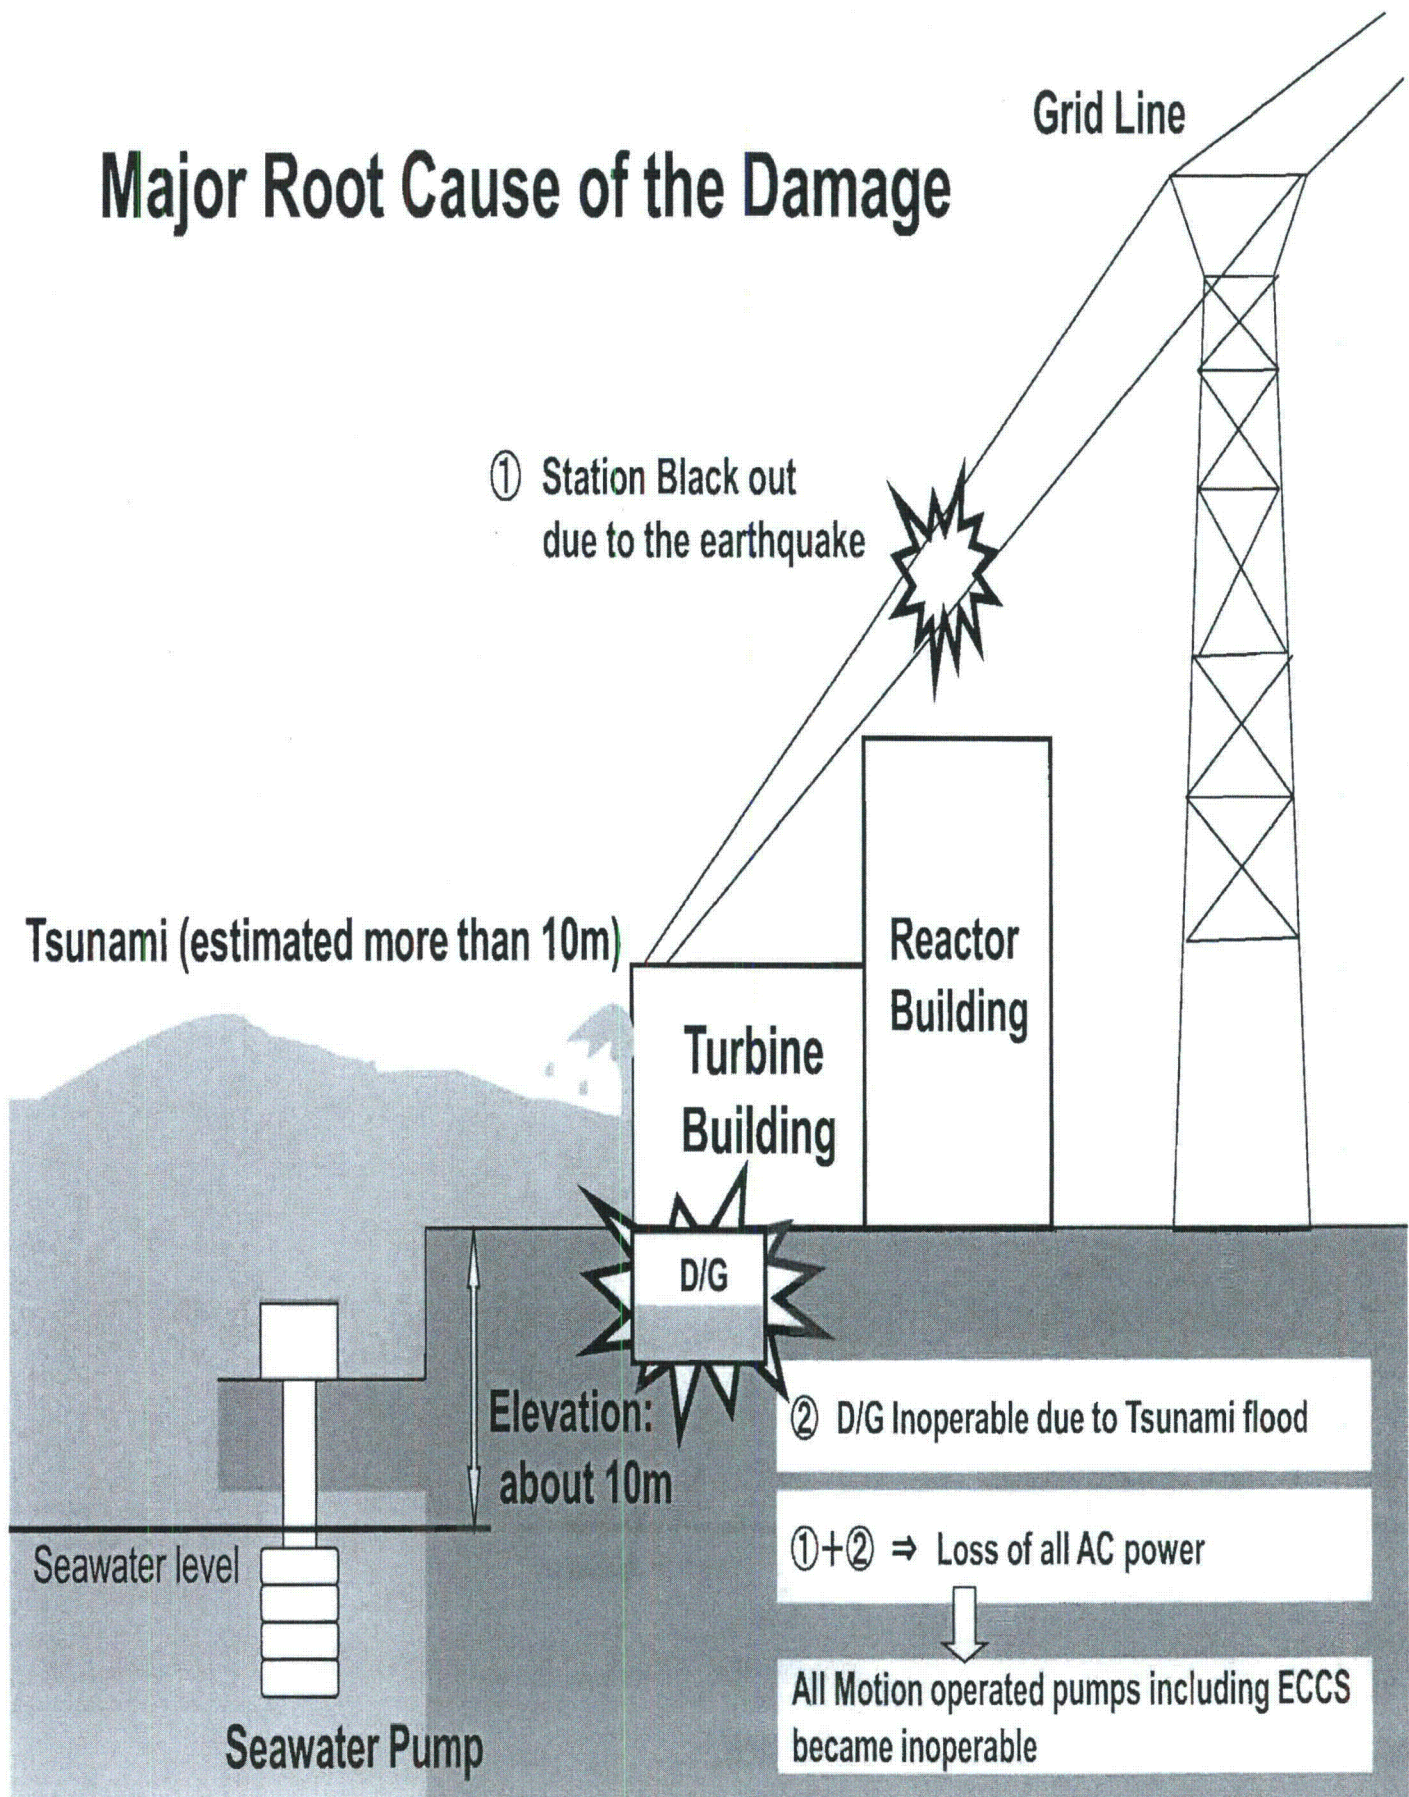 Grid Line
Major Root Cause of the Damage
① Station Black out
due to the earthquake
Tsunami (estimated more than 10m)
Reactor
Building
Turbine
Building
D/G
Elevation:
about 10m
② D/G Inoperable due to Tsunami flood
①+② ⇒ Loss of all AC power
Seawater level
All Motion operated pumps including ECCS
became inoperable
Seawater Pump